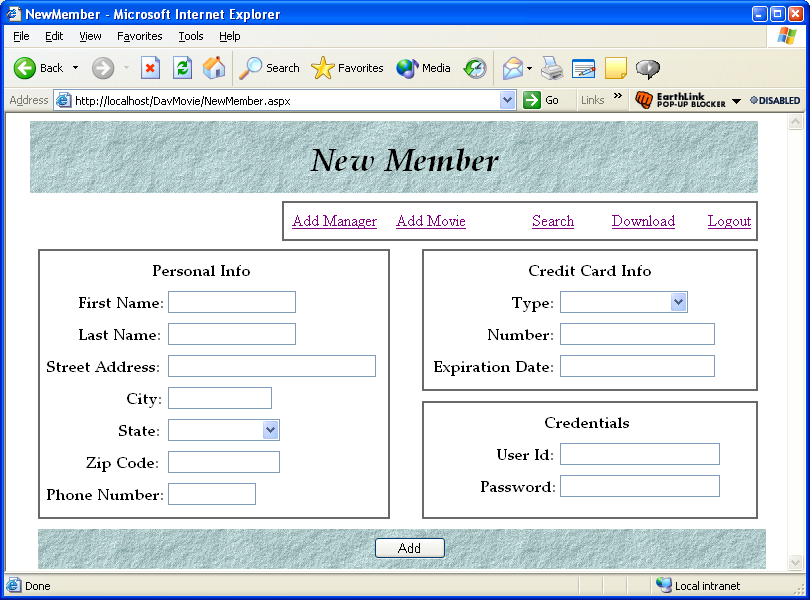 NewMember - Microsoft Internet Explorer
File Edit View Favorites Tools Help
Back Search Favorites Media
Address http://localhost/DavMovie/NewMember.aspx Go Links » EarthLink POP-UP BLOCKER DISABLED
New Member
Add Manager Add Movie Search Download Logout
Personal Info
First Name:
Last Name:
Street Address:
City:
State:
Zip Code:
Phone Number:
Credit Card Info
Type:
Number:
Expiration Date:
Credentials
User Id:
Password:
Add
Done Local intranet